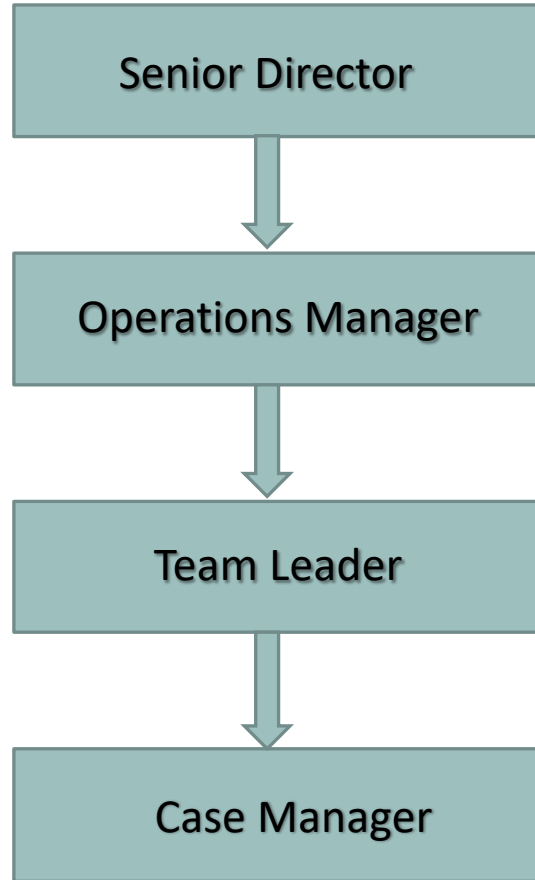 Senior Director
Operations Manager
Team Leader
Case Manager